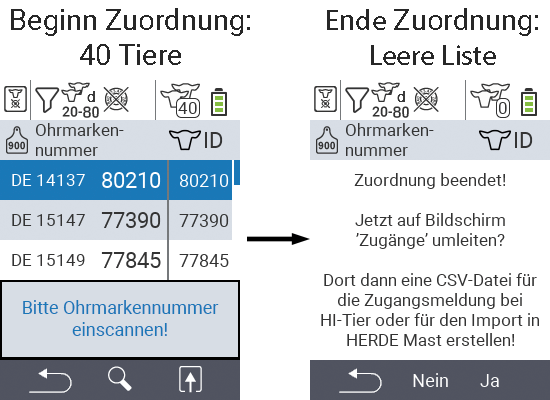 Beginn Zuordnung:
40 Tiere
d
20-80
40
900
Ohrmarken-
nummer
ID
DE 14137 80210 80210
DE 15147 77390 77390
DE 15149 77845 77845
Bitte Ohrmarkennummer
einscannen!
Ende Zuordnung:
Leere Liste
d
20-80
0
900
Ohrmarken-
nummer
ID
Zuordnung beendet!
Jetzt auf Bildschirm
’Zugänge’ umleiten?
Dort dann eine CSV-Datei für
die Zugangsmeldung bei
HI-Tier oder für den Import in
HERDE Mast erstellen!
Nein Ja